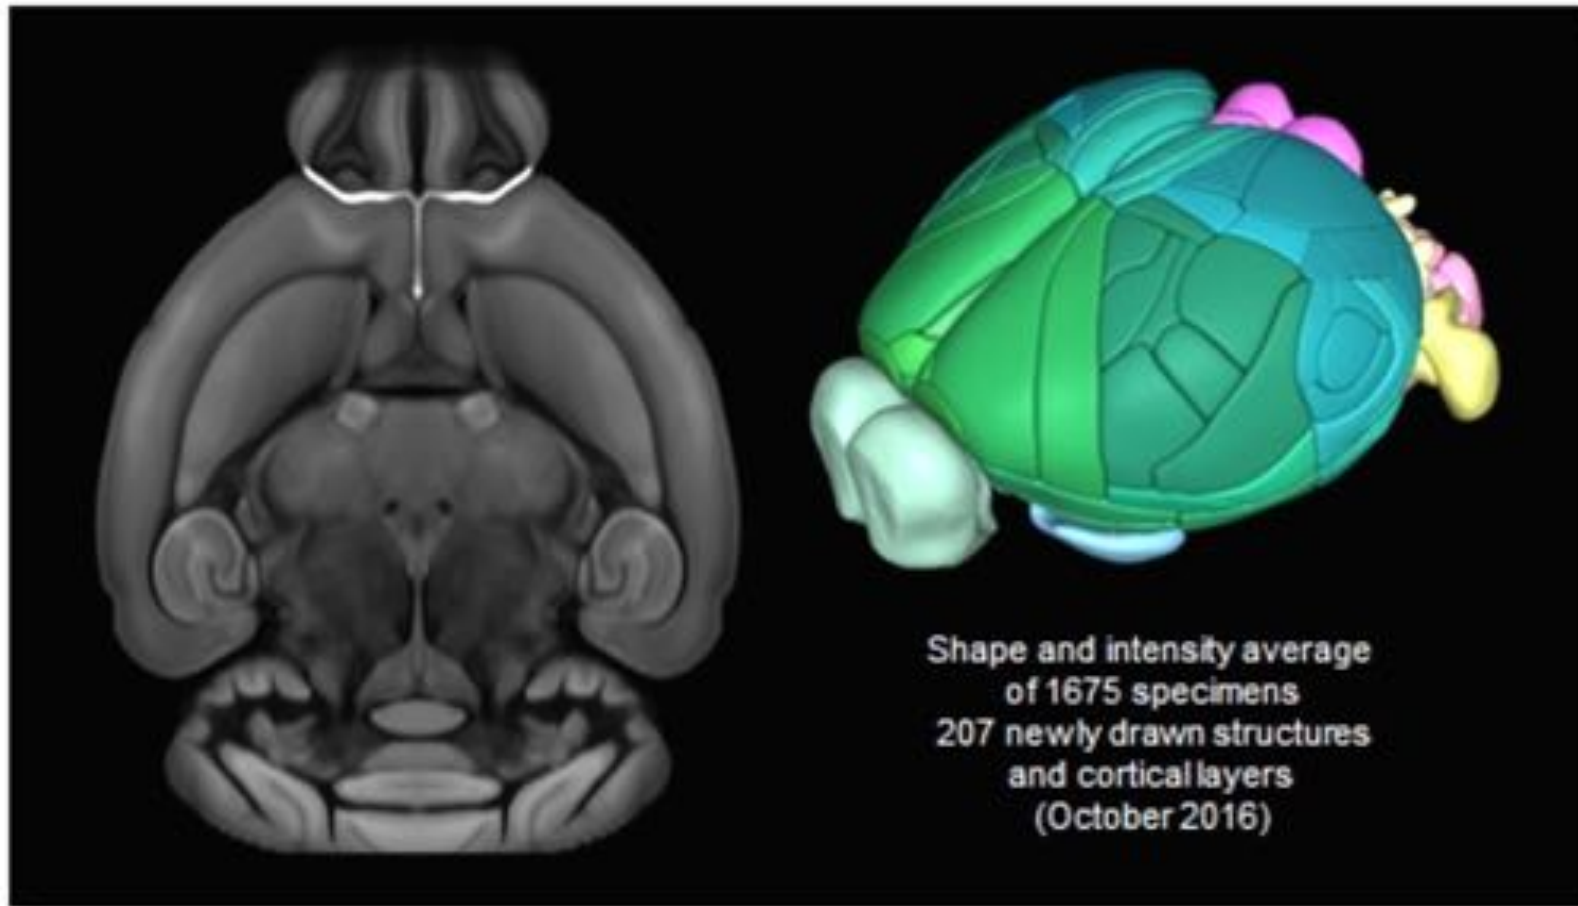 Shape and intensity average
of 1675 specimens
207 newly drawn structures
and cortical layers
(October 2016)